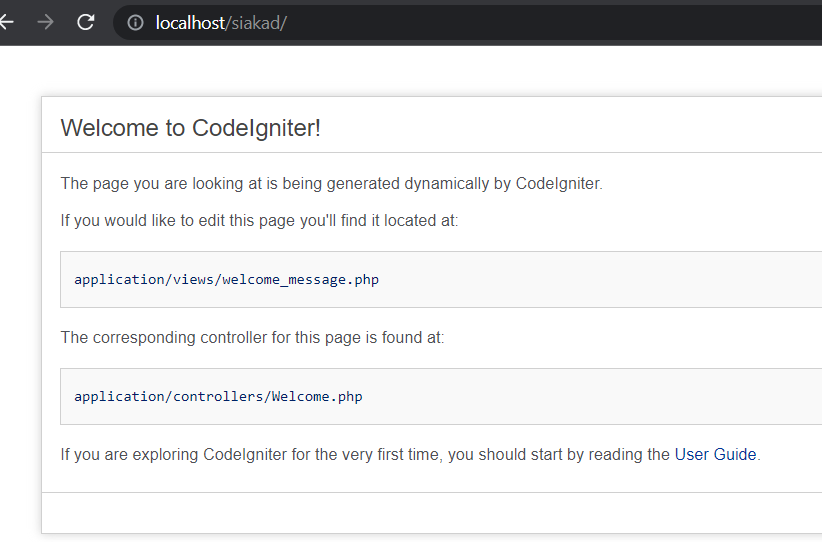 localhost/siakad/
Welcome to CodeIgniter!
The page you are looking at is being generated dynamically by CodeIgniter.
If you would like to edit this page you'll find it located at:
application/views/welcome_message.php
The corresponding controller for this page is found at:
application/controllers/Welcome.php
If you are exploring CodeIgniter for the very first time, you should start by reading the User Guide.